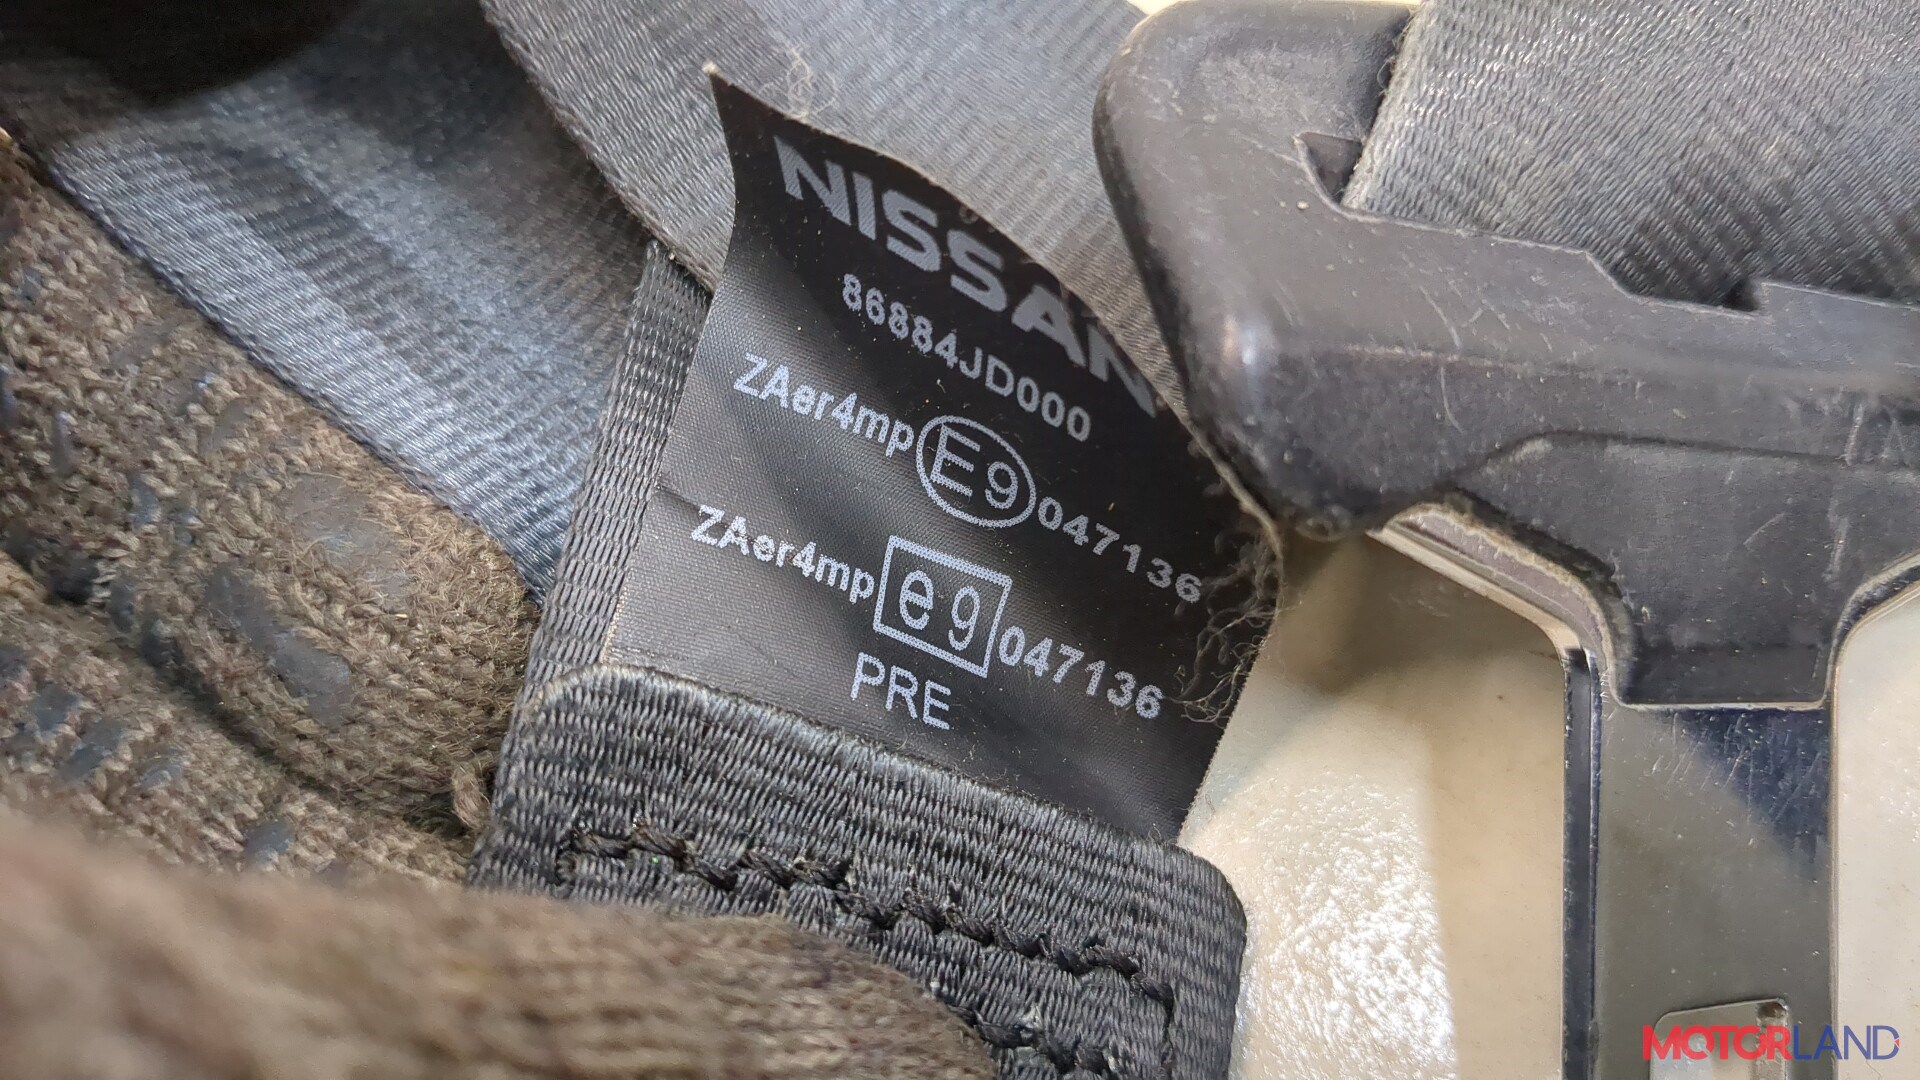 NISSAN
86884JD000
ZAer4mp E9 047136
ZAer4mp e9 047136
PRE
MOTORLAND